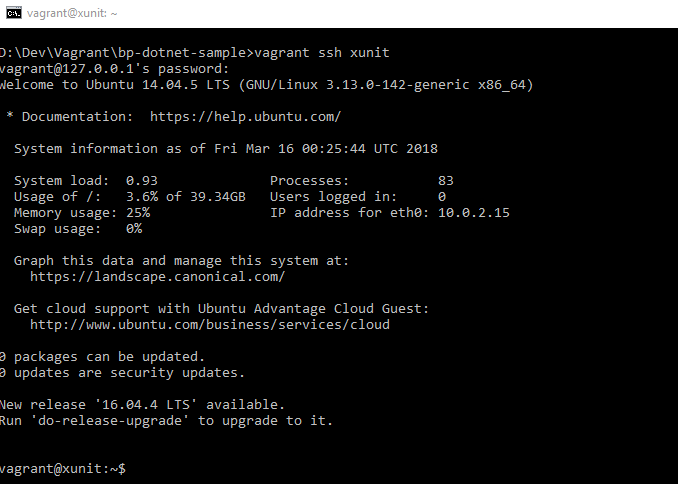 vagrant@xunit: ~
D:\Dev\Vagrant\bp-dotnet-sample>vagrant ssh xunit
vagrant@127.0.0.1's password:
Welcome to Ubuntu 14.04.5 LTS (GNU/Linux 3.13.0-142-generic x86_64)
* Documentation:  https://help.ubuntu.com/
System information as of Fri Mar 16 00:25:44 UTC 2018
System load:  0.93              Processes:           83
Usage of /:   3.6% of 39.34GB   Users logged in:     0
Memory usage: 25%               IP address for eth0: 10.0.2.15
Swap usage:   0%
Graph this data and manage this system at:
https://landscape.canonical.com/
Get cloud support with Ubuntu Advantage Cloud Guest:
http://www.ubuntu.com/business/services/cloud
0 packages can be updated.
0 updates are security updates.
New release '16.04.4 LTS' available.
Run 'do-release-upgrade' to upgrade to it.
vagrant@xunit:~$